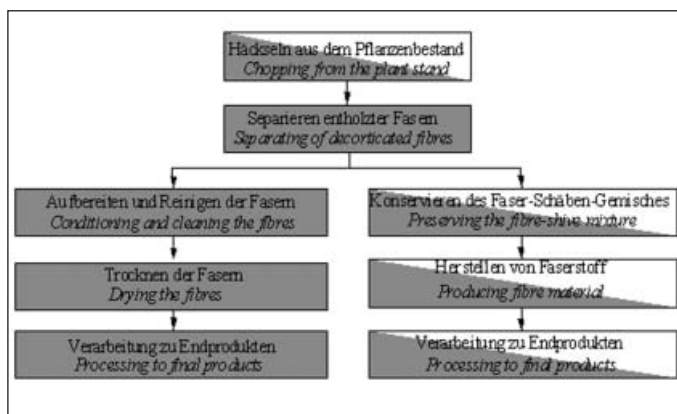 Häckseln aus dem Pflanzenbestand
Chopping from the plant stand
Separieren entholzter Fasern
Separating of decorticated fibres
Aufbereiten und Reinigen der Fasern
Conditioning and cleaning the fibres
Konservieren des Faser-Schäben-Gemisches
Preserving the fibre-shive mixture
Trocknen der Fasern
Drying the fibres
Herstellen von Faserstoff
Producing fibre material
Verarbeitung zu Endprodukten
Processing to final products
Verarbeitung zu Endprodukten
Processing to final products